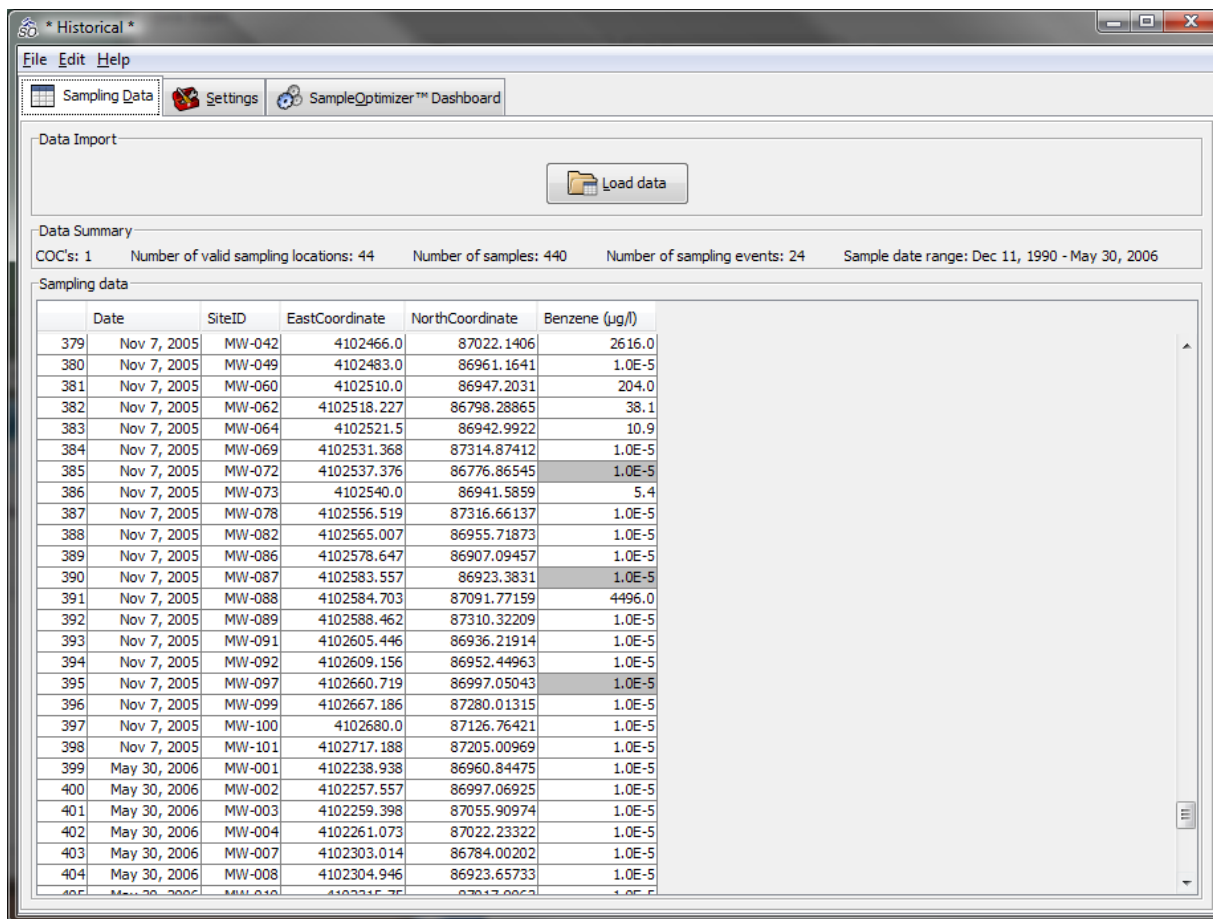 SO * Historical *
File Edit Help
Sampling Data Settings SampleOptimizer™ Dashboard
Data Import
Load data
Data Summary
COC's: 1 Number of valid sampling locations: 44 Number of samples: 440 Number of sampling events: 24 Sample date range: Dec 11, 1990 - May 30, 2006
Sampling data
Date SiteID EastCoordinate NorthCoordinate Benzene (µg/l)
379 Nov 7, 2005 MW-042 4102466.0 87022.1406 2616.0
380 Nov 7, 2005 MW-049 4102483.0 86961.1641 1.0E-5
381 Nov 7, 2005 MW-060 4102510.0 86947.2031 204.0
382 Nov 7, 2005 MW-062 4102518.227 86798.28865 38.1
383 Nov 7, 2005 MW-064 4102521.5 86942.9922 10.9
384 Nov 7, 2005 MW-069 4102531.368 87314.87412 1.0E-5
385 Nov 7, 2005 MW-072 4102537.376 86776.86545 1.0E-5
386 Nov 7, 2005 MW-073 4102540.0 86941.5859 5.4
387 Nov 7, 2005 MW-078 4102556.519 87316.66137 1.0E-5
388 Nov 7, 2005 MW-082 4102565.007 86955.71873 1.0E-5
389 Nov 7, 2005 MW-086 4102578.647 86907.09457 1.0E-5
390 Nov 7, 2005 MW-087 4102583.557 86923.3831 1.0E-5
391 Nov 7, 2005 MW-088 4102584.703 87091.77159 4496.0
392 Nov 7, 2005 MW-089 4102588.462 87310.32209 1.0E-5
393 Nov 7, 2005 MW-091 4102605.446 86936.21914 1.0E-5
394 Nov 7, 2005 MW-092 4102609.156 86952.44963 1.0E-5
395 Nov 7, 2005 MW-097 4102660.719 86997.05043 1.0E-5
396 Nov 7, 2005 MW-099 4102667.186 87280.01315 1.0E-5
397 Nov 7, 2005 MW-100 4102680.0 87126.76421 1.0E-5
398 Nov 7, 2005 MW-101 4102717.188 87205.00969 1.0E-5
399 May 30, 2006 MW-001 4102238.938 86960.84475 1.0E-5
400 May 30, 2006 MW-002 4102257.557 86997.06925 1.0E-5
401 May 30, 2006 MW-003 4102259.398 87055.90974 1.0E-5
402 May 30, 2006 MW-004 4102261.073 87022.23322 1.0E-5
403 May 30, 2006 MW-007 4102303.014 86784.00202 1.0E-5
404 May 30, 2006 MW-008 4102304.946 86923.65733 1.0E-5